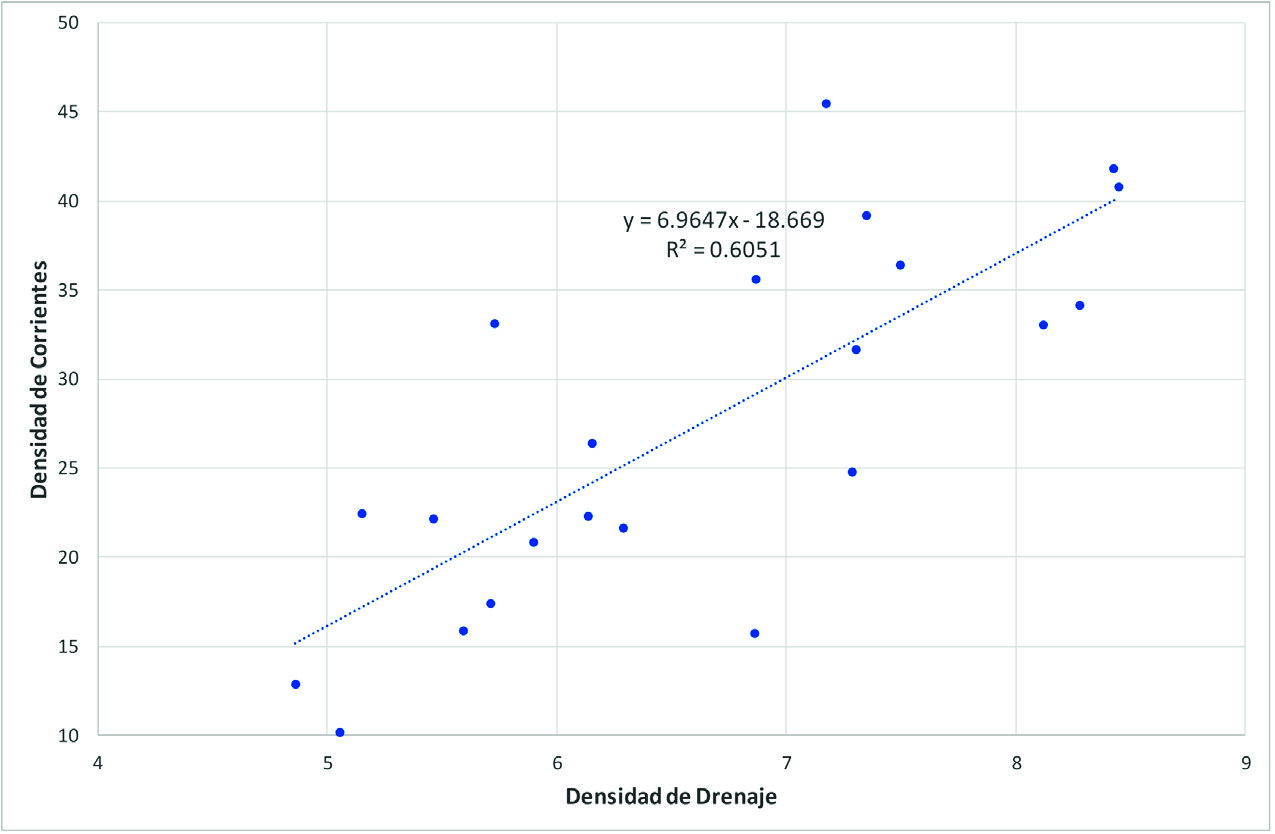 50
45
40
35
30
25
20
15
10
Densidad de Corrientes
y = 6.9647x - 18.669
R² = 0.6051
4 5 6 7 8 9
Densidad de Drenaje